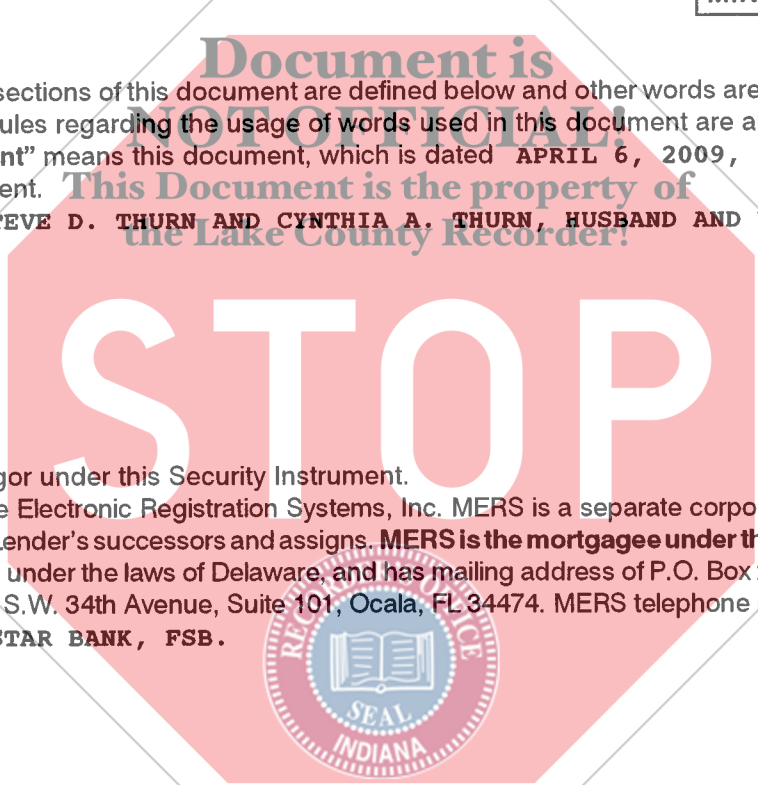 Document is
sections of this document are defined below and other words are
ules regarding the usage of words used in this document are a
NOT OFFICIAL!
nt” means this document, which is dated APRIL 6, 2009,
ent.
This Document is the property of
TEVE D. THURN AND CYNTHIA A. THURN, HUSBAND AND
the Lake County Recorder!
STOP
gor under this Security Instrument.
e Electronic Registration Systems, Inc. MERS is a separate corpo
Lender's successors and assigns. MERS is the mortgagee under th
under the laws of Delaware, and has mailing address of P.O. Box
S.W. 34th Avenue, Suite 101, Ocala, FL 34474. MERS telephone
STAR BANK, FSB.
SEAL
INDIANA